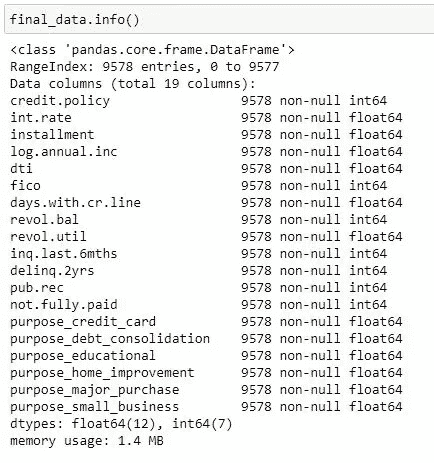 final_data.info()
<class 'pandas.core.frame.DataFrame'>
RangeIndex: 9578 entries, 0 to 9577
Data columns (total 19 columns):
credit.policy 9578 non-null int64
int.rate 9578 non-null float64
installment 9578 non-null float64
log.annual.inc 9578 non-null float64
dti 9578 non-null float64
fico 9578 non-null int64
days.with.cr.line 9578 non-null float64
revol.bal 9578 non-null int64
revol.util 9578 non-null float64
inq.last.6mths 9578 non-null int64
delinq.2yrs 9578 non-null int64
pub.rec 9578 non-null int64
not.fully.paid 9578 non-null int64
purpose_credit_card 9578 non-null float64
purpose_debt_consolidation 9578 non-null float64
purpose_educational 9578 non-null float64
purpose_home_improvement 9578 non-null float64
purpose_major_purchase 9578 non-null float64
purpose_small_business 9578 non-null float64
dtypes: float64(12), int64(7)
memory usage: 1.4 MB